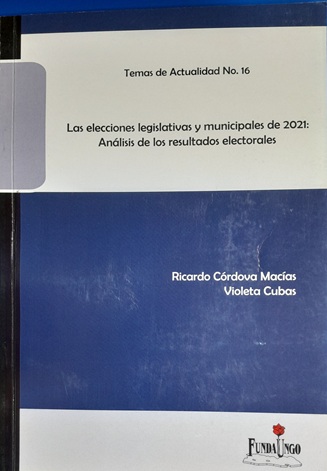 Temas de Actualidad No. 16
Las elecciones legislativas y municipales de 2021:
Análisis de los resultados electorales
Ricardo Córdova Macías
Violeta Cubas
FUNDAUNGO